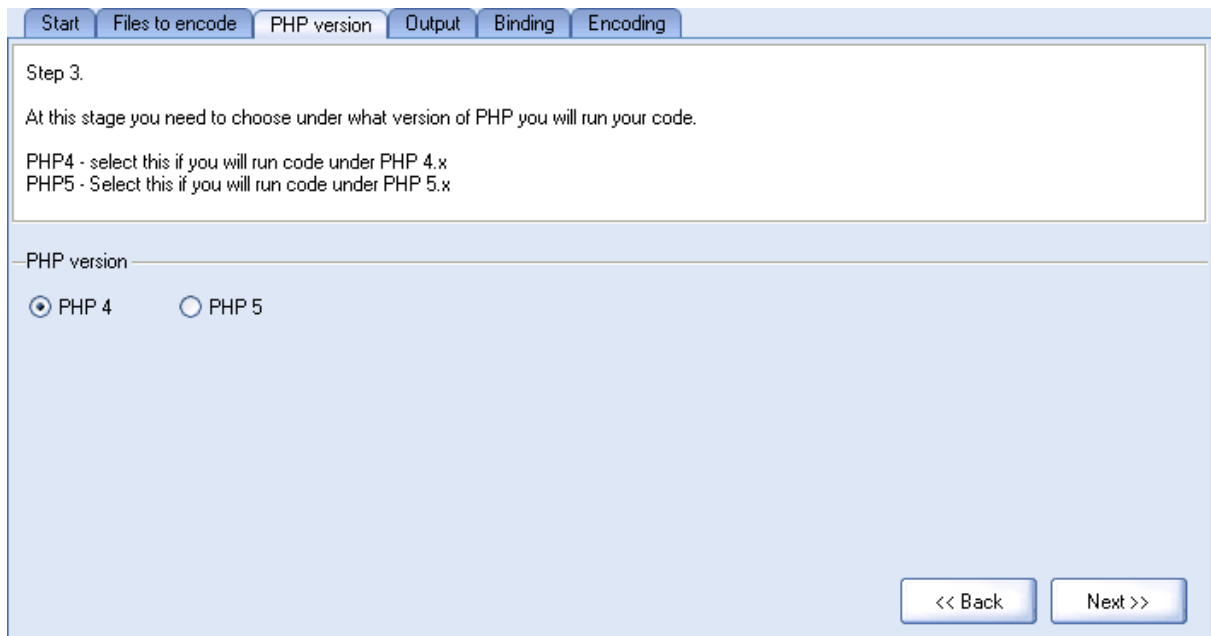 Start Files to encode PHP version Output Binding Encoding
Step 3.
At this stage you need to choose under what version of PHP you will run your code.
PHP4 - select this if you will run code under PHP 4.x
PHP5 - Select this if you will run code under PHP 5.x
PHP version
PHP 4 PHP 5
<< Back Next >>